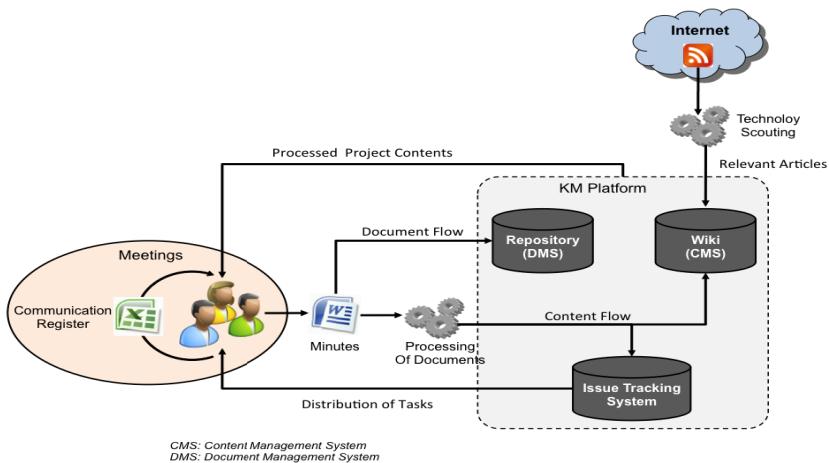 Internet
Technoloy
Scouting
Processed Project Contents
Relevant Articles
KM Platform
Document Flow
Repository
(DMS)
Wiki
(CMS)
Meetings
Communication
Register
Minutes
Processing
Of Documents
Content Flow
Issue Tracking
System
Distribution of Tasks
CMS: Content Management System
DMS: Document Management System